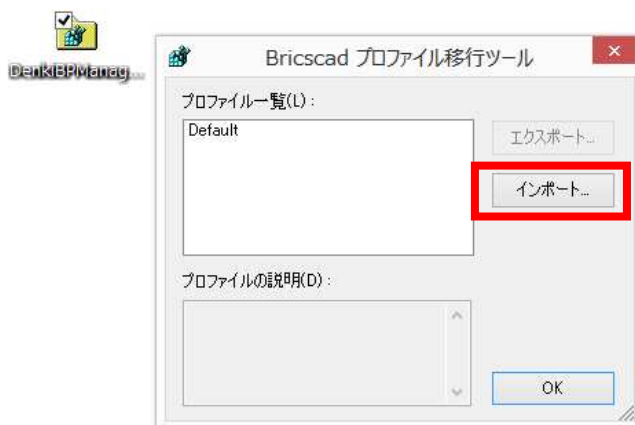 DenkiBPManag...
Bricscad プロファイル移行ツール
プロファイル一覧(L) :
Default
エクスポート...
インポート...
プロファイルの説明(D) :
OK